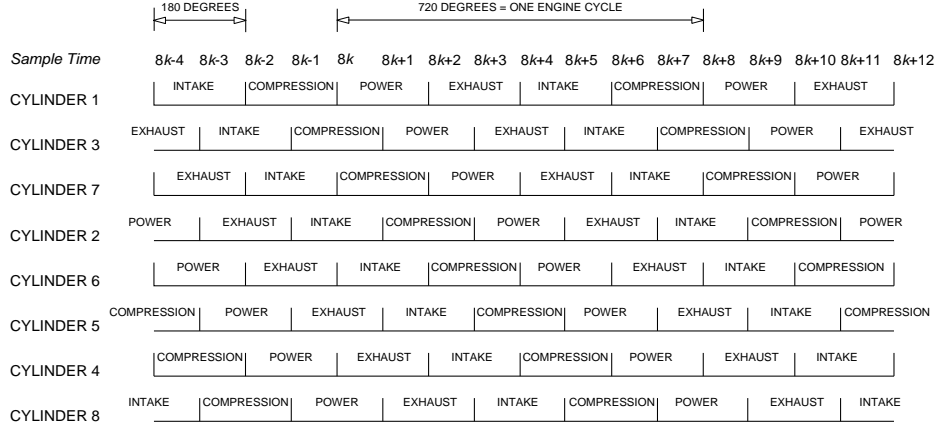 180 DEGREES 720 DEGREES = ONE ENGINE CYCLE
Sample Time 8k-4 8k-3 8k-2 8k-1 8k 8k+1 8k+2 8k+3 8k+4 8k+5 8k+6 8k+7 8k+8 8k+9 8k+10 8k+11 8k+12
CYLINDER 1 INTAKE COMPRESSION POWER EXHAUST INTAKE COMPRESSION POWER EXHAUST
CYLINDER 3 EXHAUST INTAKE COMPRESSION POWER EXHAUST INTAKE COMPRESSION POWER EXHAUST
CYLINDER 7 EXHAUST INTAKE COMPRESSION POWER EXHAUST INTAKE COMPRESSION POWER
CYLINDER 2 POWER EXHAUST INTAKE COMPRESSION POWER EXHAUST INTAKE COMPRESSION POWER
CYLINDER 6 POWER EXHAUST INTAKE COMPRESSION POWER EXHAUST INTAKE COMPRESSION
CYLINDER 5 COMPRESSION POWER EXHAUST INTAKE COMPRESSION POWER EXHAUST INTAKE COMPRESSION
CYLINDER 4 COMPRESSION POWER EXHAUST INTAKE COMPRESSION POWER EXHAUST INTAKE
CYLINDER 8 INTAKE COMPRESSION POWER EXHAUST INTAKE COMPRESSION POWER EXHAUST INTAKE